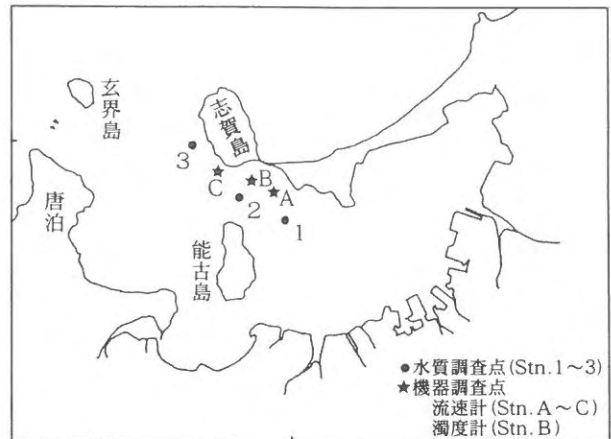 玄界島
志賀島
3
C
B
A
2
1
唐泊
能古島
●水質調査点(Stn.1~3)
★機器調査点
流速計(Stn.A~C)
濁度計(Stn.B)